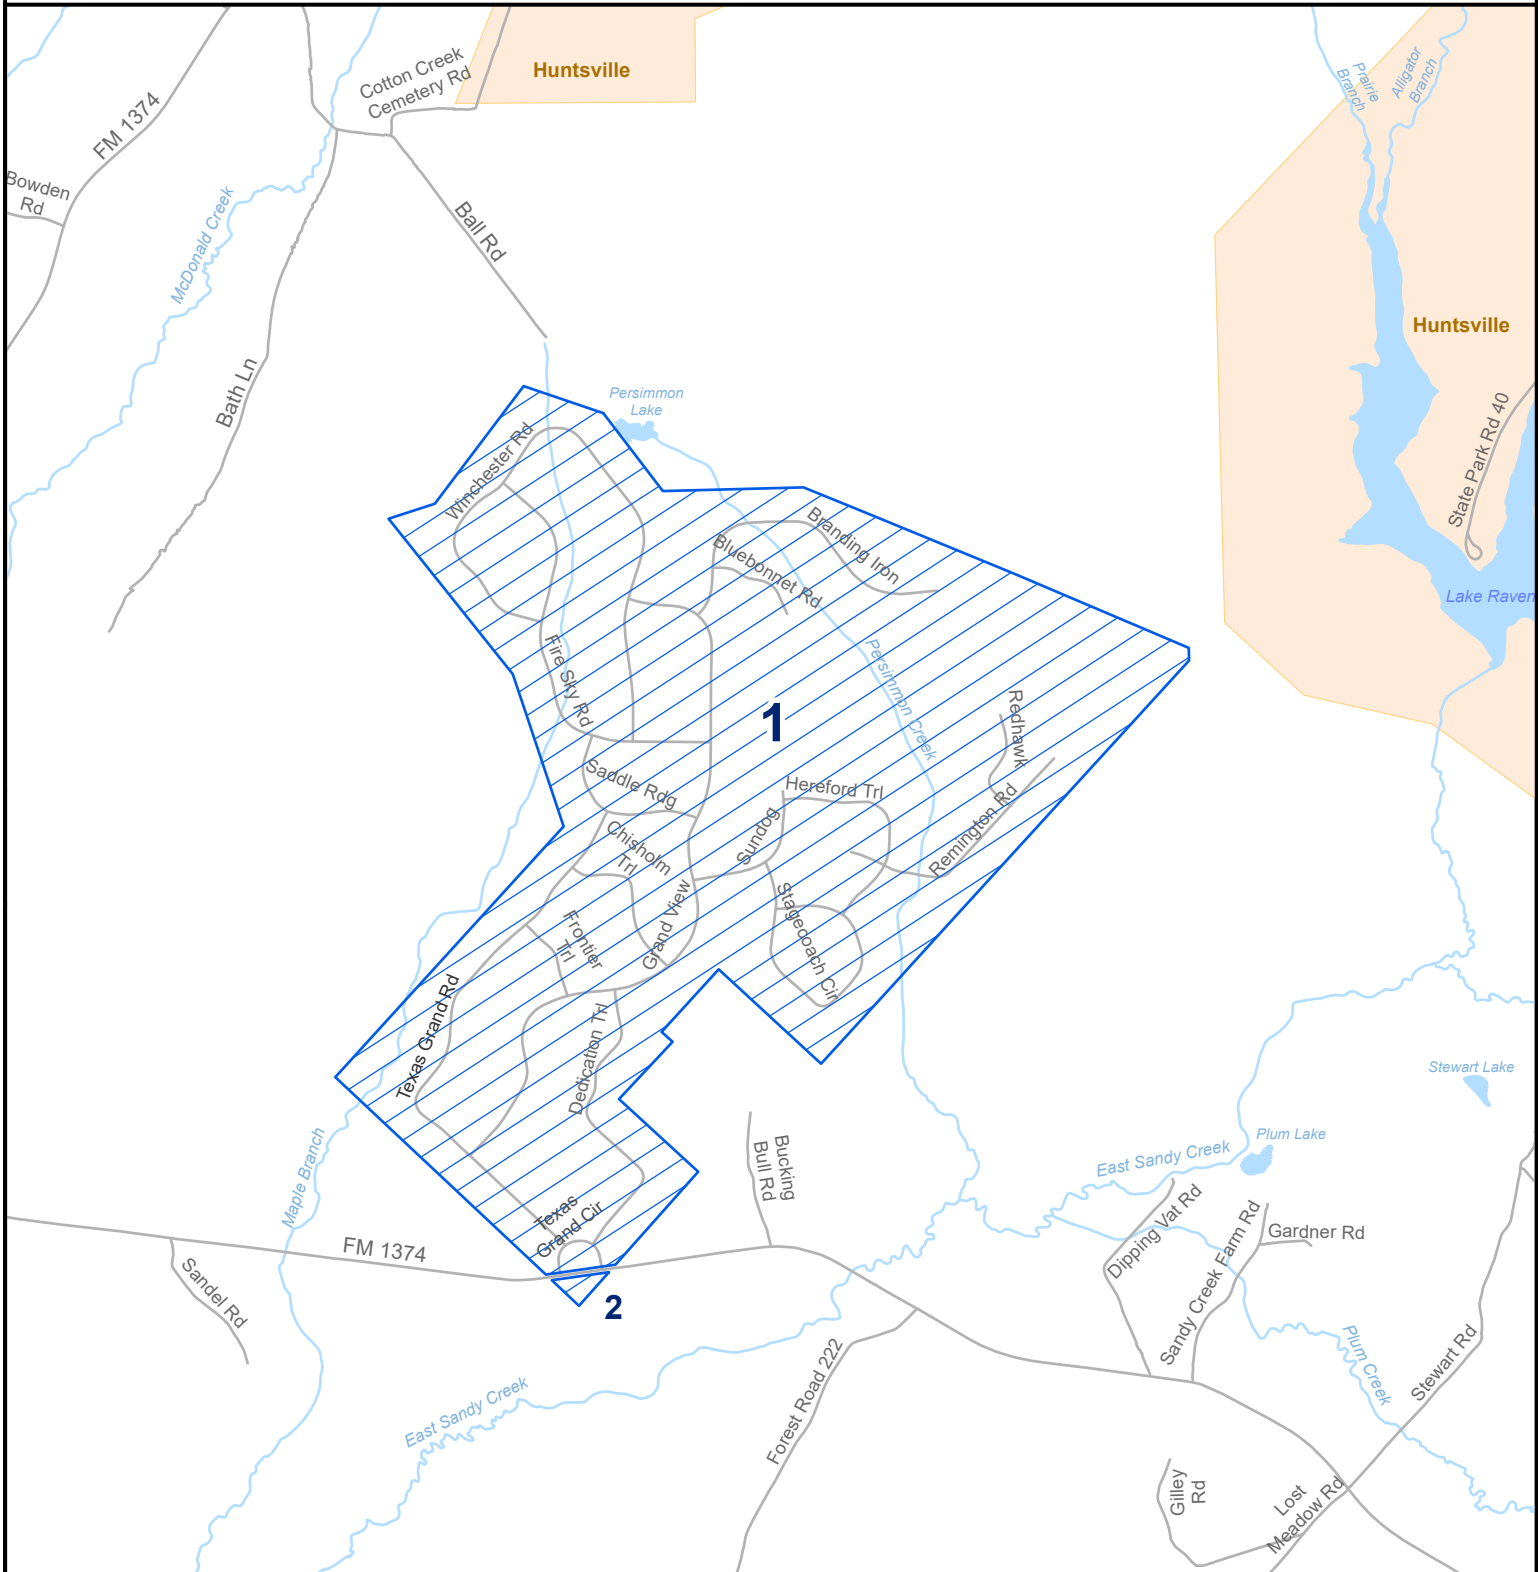 Cotton Creek
Cemetery Rd
Huntsville
FM 1374
Prairie
Branch
Alligator
Branch
Bowden
Rd
McDonald Creek
Ball Rd
Huntsville
Bath Ln
Persimmon
Lake
State Park Rd 40
Winchester Rd
Branding Iron
Bluebonnet Rd
Lake Raven
Fire Sky Rd
Persimmon Creek
1
Redhawk
Saddle Rdg
Hereford Trl
Sundog
Remington Rd
Chisholm
Trl
Stagecoach Cir
Grand View
Frontier
Trl
Texas Grand Rd
Dedication Trl
Stewart Lake
Plum Lake
East Sandy Creek
Maple Branch
Bucking
Bull Rd
Dipping Vat Rd
Sandy Creek Farm Rd
Gardner Rd
Texas
Grand Cir
FM 1374
Sandel Rd
2
Plum Creek
Stewart Rd
Forest Road 222
East Sandy Creek
Gilley
Rd
Lost
Meadow Rd